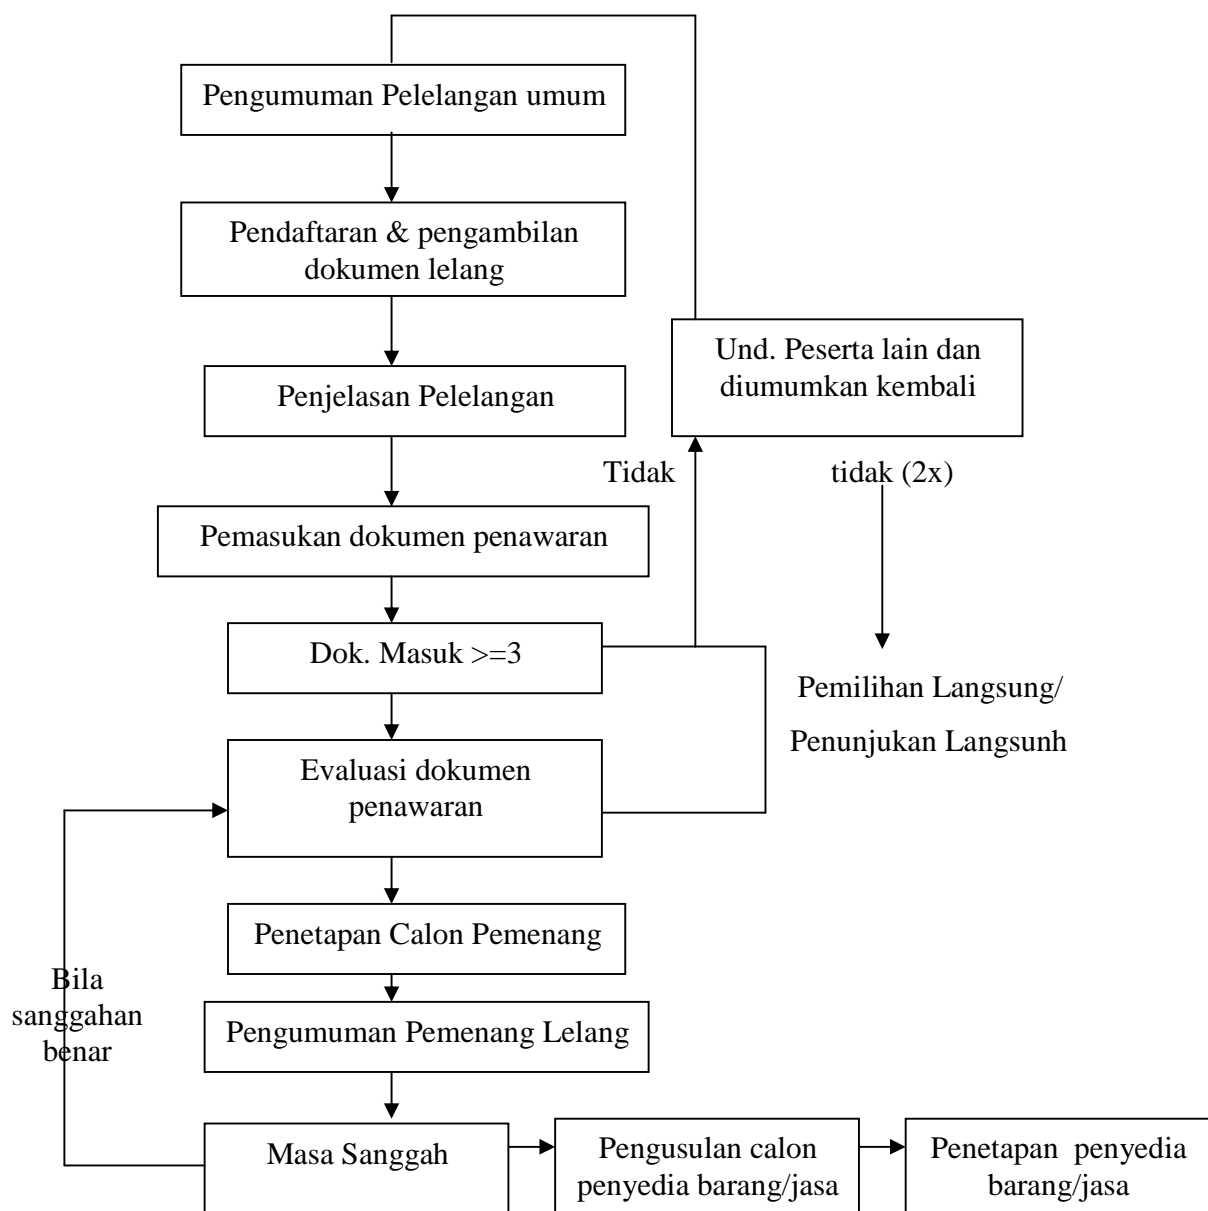 Pengumuman Pelelangan umum
Pendaftaran & pengambilan
dokumen lelang
Und. Peserta lain dan
diumumkan kembali
Penjelasan Pelelangan
Tidak
tidak (2x)
Pemasukan dokumen penawaran
Dok. Masuk >=3
Pemilihan Langsung/
Penunjukan Langsunh
Evaluasi dokumen
penawaran
Penetapan Calon Pemenang
Bila
sanggahan
benar
Pengumuman Pemenang Lelang
Masa Sanggah
Pengusulan calon
penyedia barang/jasa
Penetapan  penyedia
barang/jasa